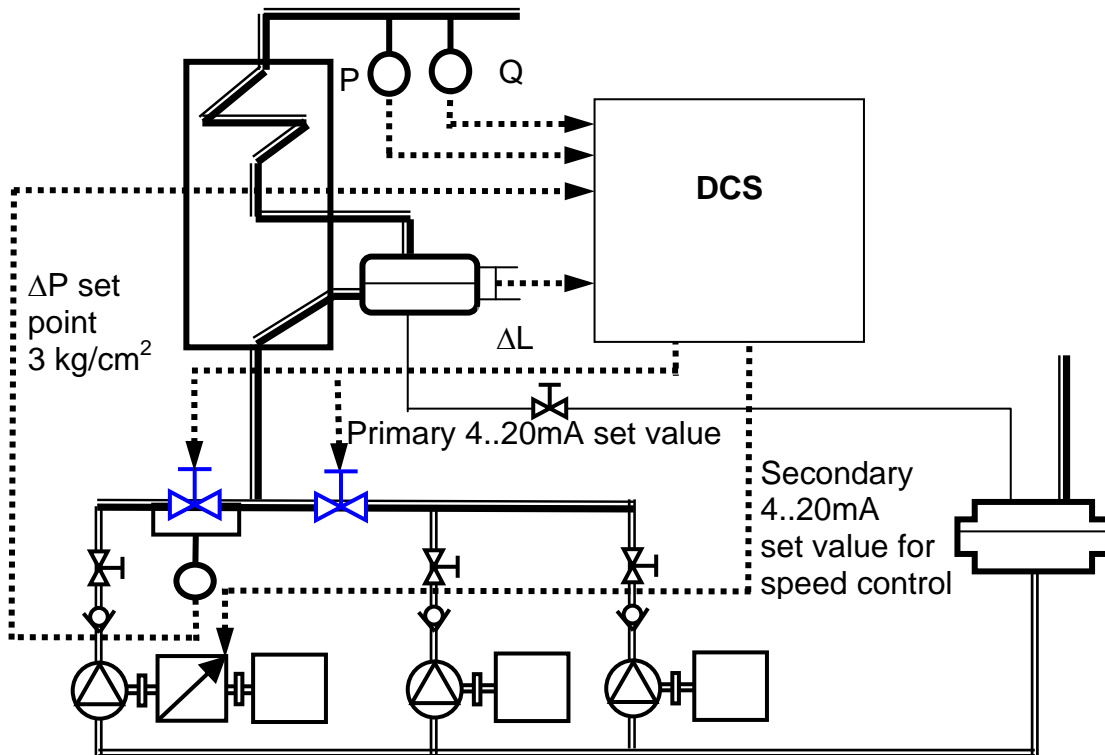 P
Q
DCS
ΔP set
point
3 kg/cm²
ΔL
Primary 4..20mA set value
Secondary
4..20mA
set value for
speed control